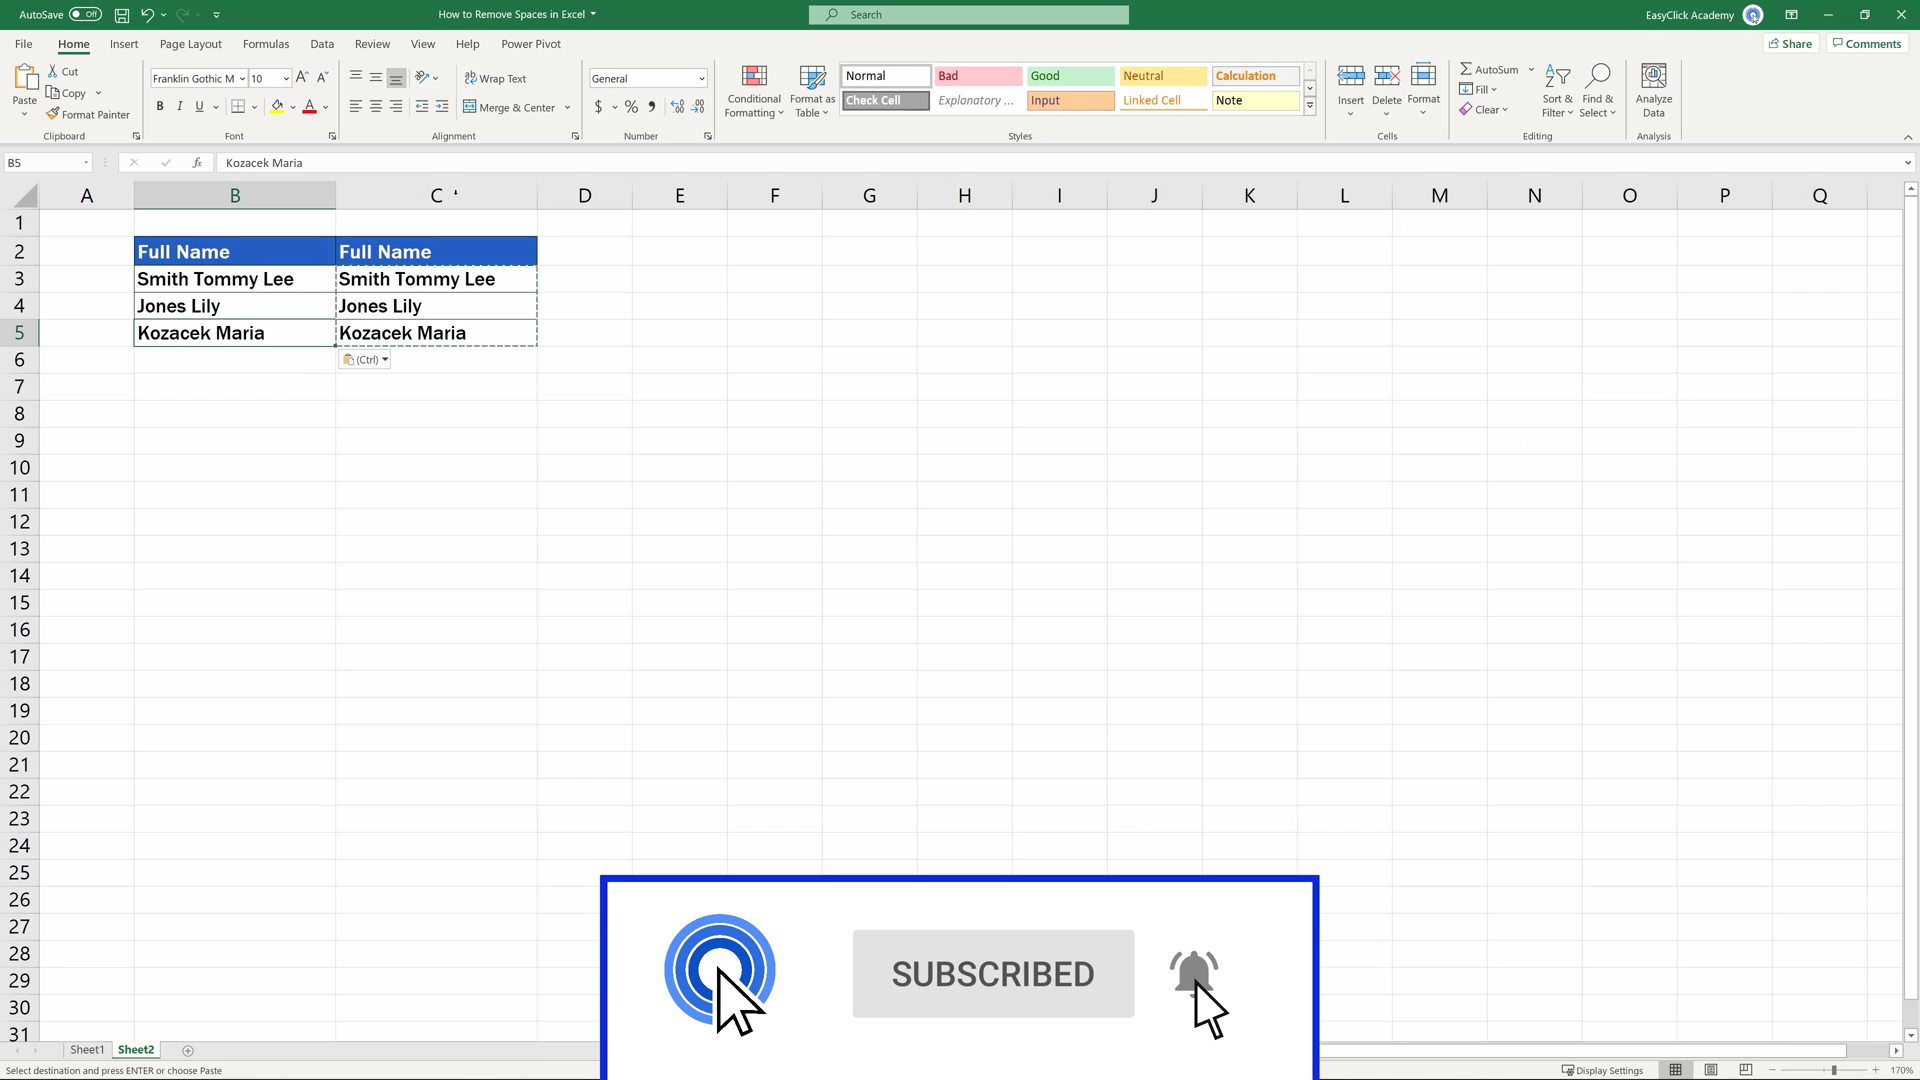 AutoSave Off
How to Remove Spaces in Excel
Search
EasyClick Academy
File Home Insert Page Layout Formulas Data Review View Help Power Pivot
Share Comments
Paste
Cut
Copy
Format Painter
Clipboard
Franklin Gothic M 10
B I U
Font
Wrap Text
Merge & Center
Alignment
General
$ % ,
Number
Conditional Formatting
Format as Table
Normal Bad Good Neutral Calculation
Check Cell Explanatory ... Input Linked Cell Note
Styles
Insert Delete Format
Cells
AutoSum
Fill
Clear
Sort & Filter
Find & Select
Editing
Analyze Data
Analysis
B5 fx Kozacek Maria
A B C D E F G H I J K L M N O P Q
1
2 Full Name Full Name
3 Smith Tommy Lee Smith Tommy Lee
4 Jones Lily Jones Lily
5 Kozacek Maria Kozacek Maria
6 (Ctrl)
7
8
9
10
11
12
13
14
15
16
17
18
19
20
21
22
23
24
25
26
27
28
29
30
31
SUBSCRIBED
Sheet1 Sheet2
Select destination and press ENTER or choose Paste
Display Settings
170%